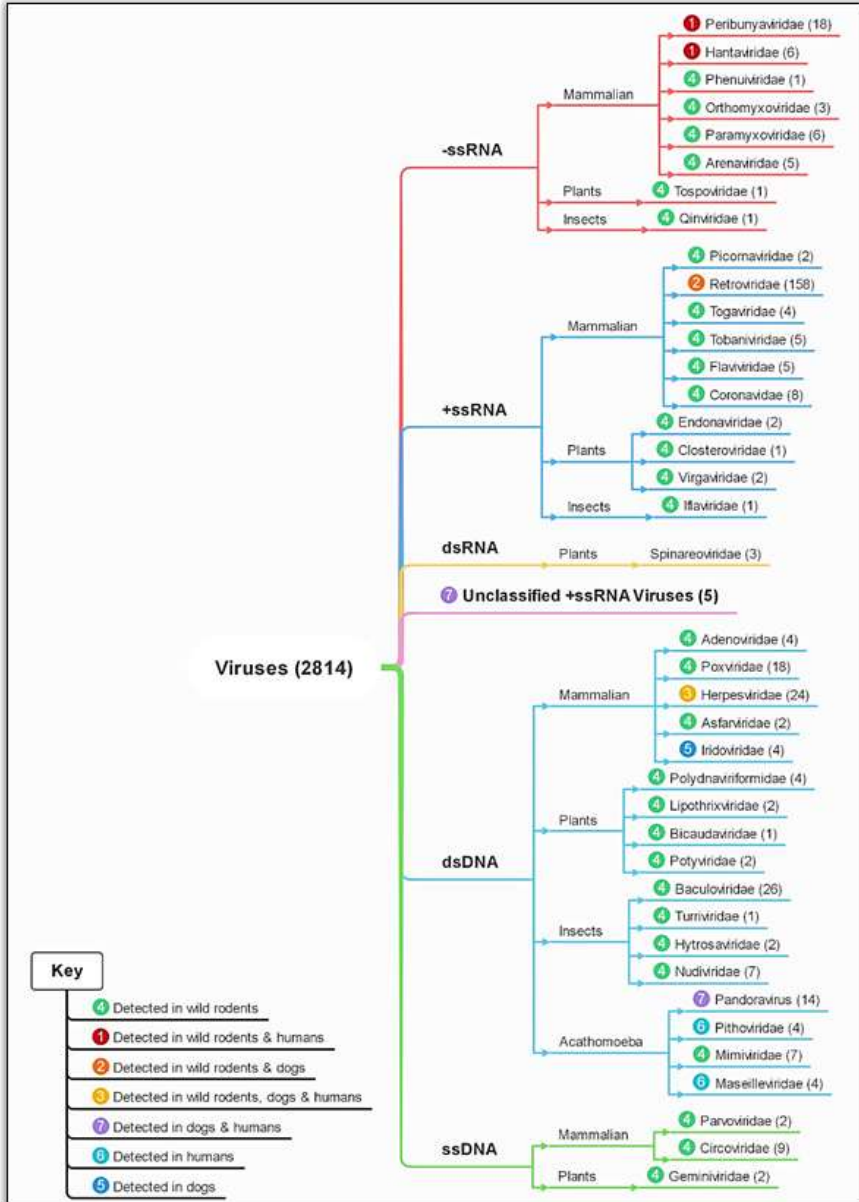 1 Peribunyaviridae (18)
1 Hantaviridae (6)
4 Phenuiviridae (1)
Mammalian
4 Orthomyxoviridae (3)
4 Paramyxoviridae (6)
-ssRNA
4 Arenaviridae (5)
Plants 4 Tospoviridae (1)
Insects 4 Qinviridae (1)
4 Picornaviridae (2)
2 Retroviridae (158)
4 Togaviridae (4)
Mammalian
4 Tobaniviridae (5)
4 Flaviviridae (5)
4 Coronavidae (8)
+ssRNA
4 Endonaviridae (2)
Plants 4 Closteroviridae (1)
4 Virgaviridae (2)
Insects 4 Iflaviridae (1)
dsRNA Plants Spinareoviridae (3)
7 Unclassified +ssRNA Viruses (5)
Viruses (2814)
4 Adenoviridae (4)
4 Poxviridae (18)
Mammalian 3 Herpesviridae (24)
4 Asfarviridae (2)
5 Iridoviridae (4)
4 Polydnaviriformidae (4)
4 Lipothrixviridae (2)
Plants
4 Bicaudaviridae (1)
4 Potyviridae (2)
dsDNA
4 Baculoviridae (26)
4 Turriviridae (1)
Insects
4 Hytrosaviridae (2)
4 Nudiviridae (7)
7 Pandoravirus (14)
6 Pithoviridae (4)
Acathomoeba
4 Mimiviridae (7)
6 Maseilleviridae (4)
4 Parvoviridae (2)
Mammalian
4 Circoviridae (9)
ssDNA
Plants 4 Geminiviridae (2)
Key
4 Detected in wild rodents
1 Detected in wild rodents & humans
2 Detected in wild rodents & dogs
3 Detected in wild rodents, dogs & humans
7 Detected in dogs & humans
6 Detected in humans
5 Detected in dogs